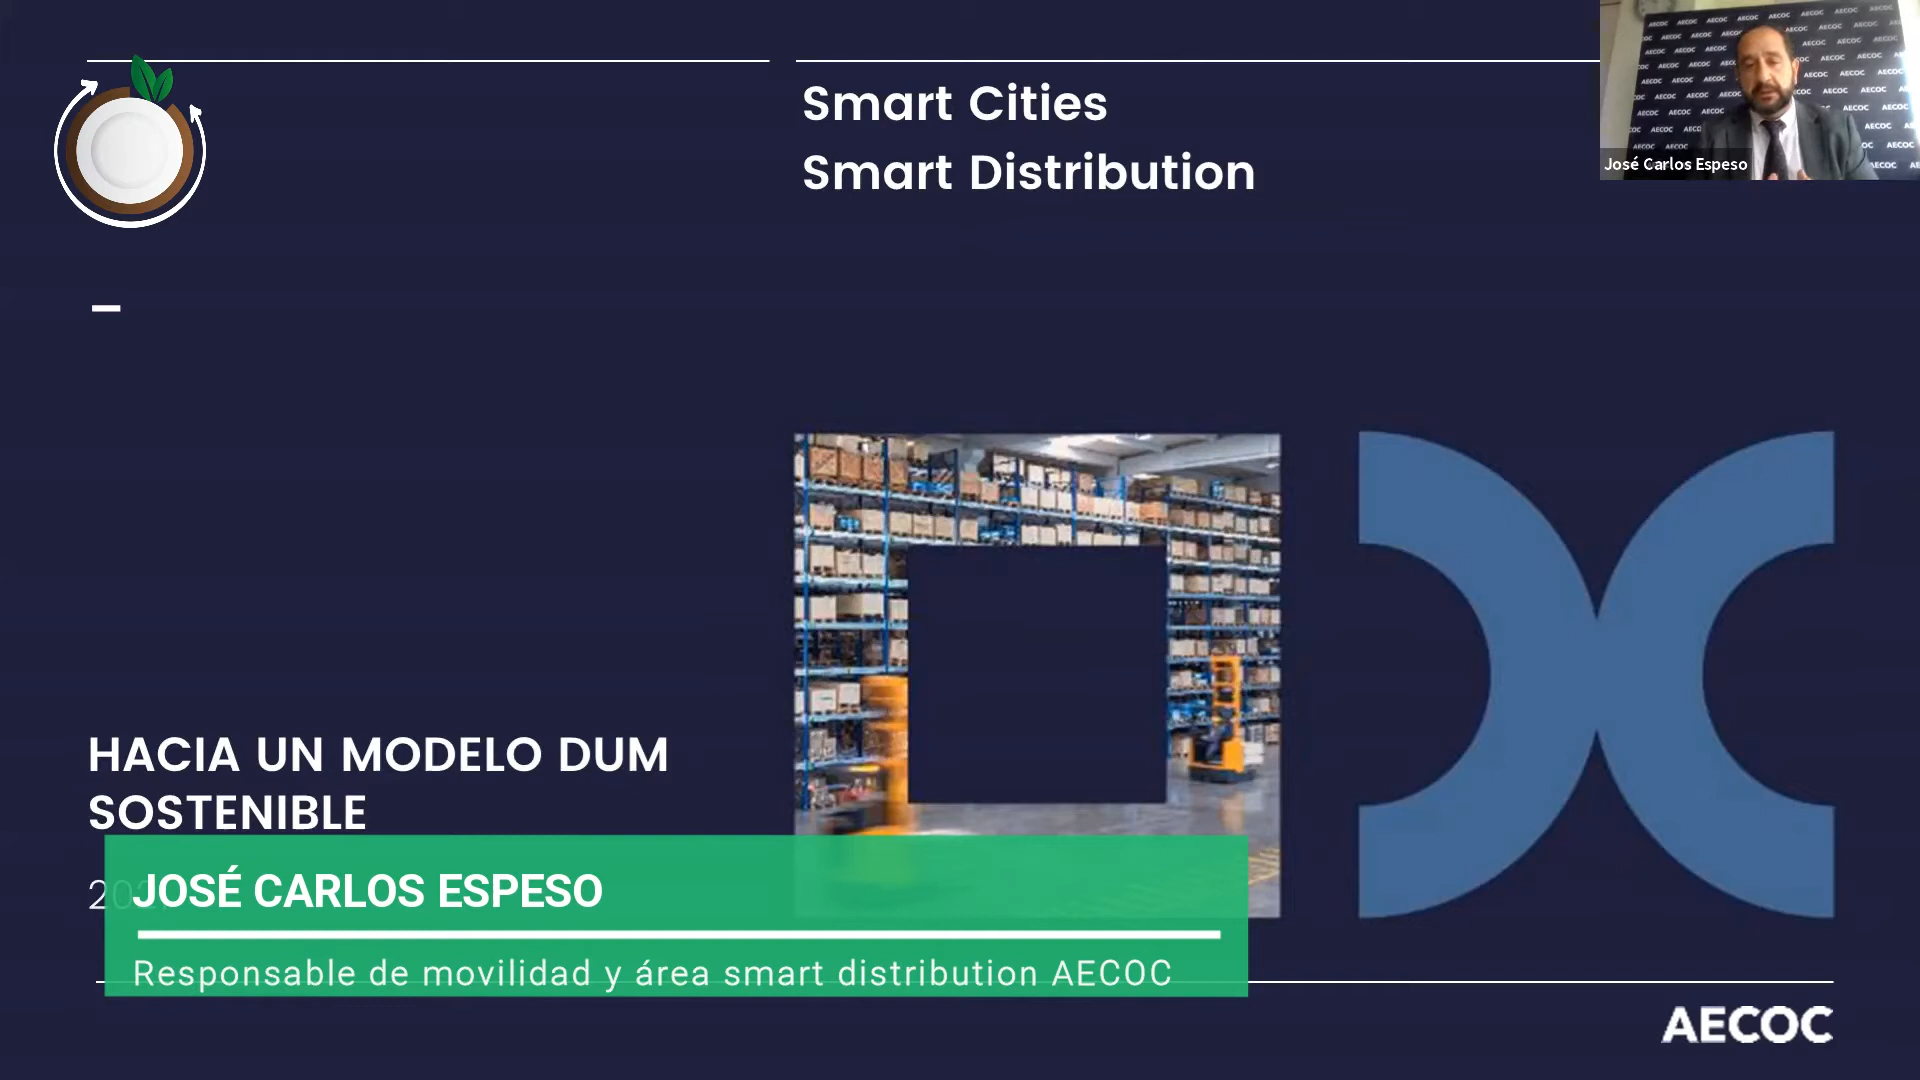 Smart Cities
Smart Distribution
José Carlos Espeso
HACIA UN MODELO DUM
SOSTENIBLE
JOSÉ CARLOS ESPESO
Responsable de movilidad y área smart distribution AECOC
AECOC